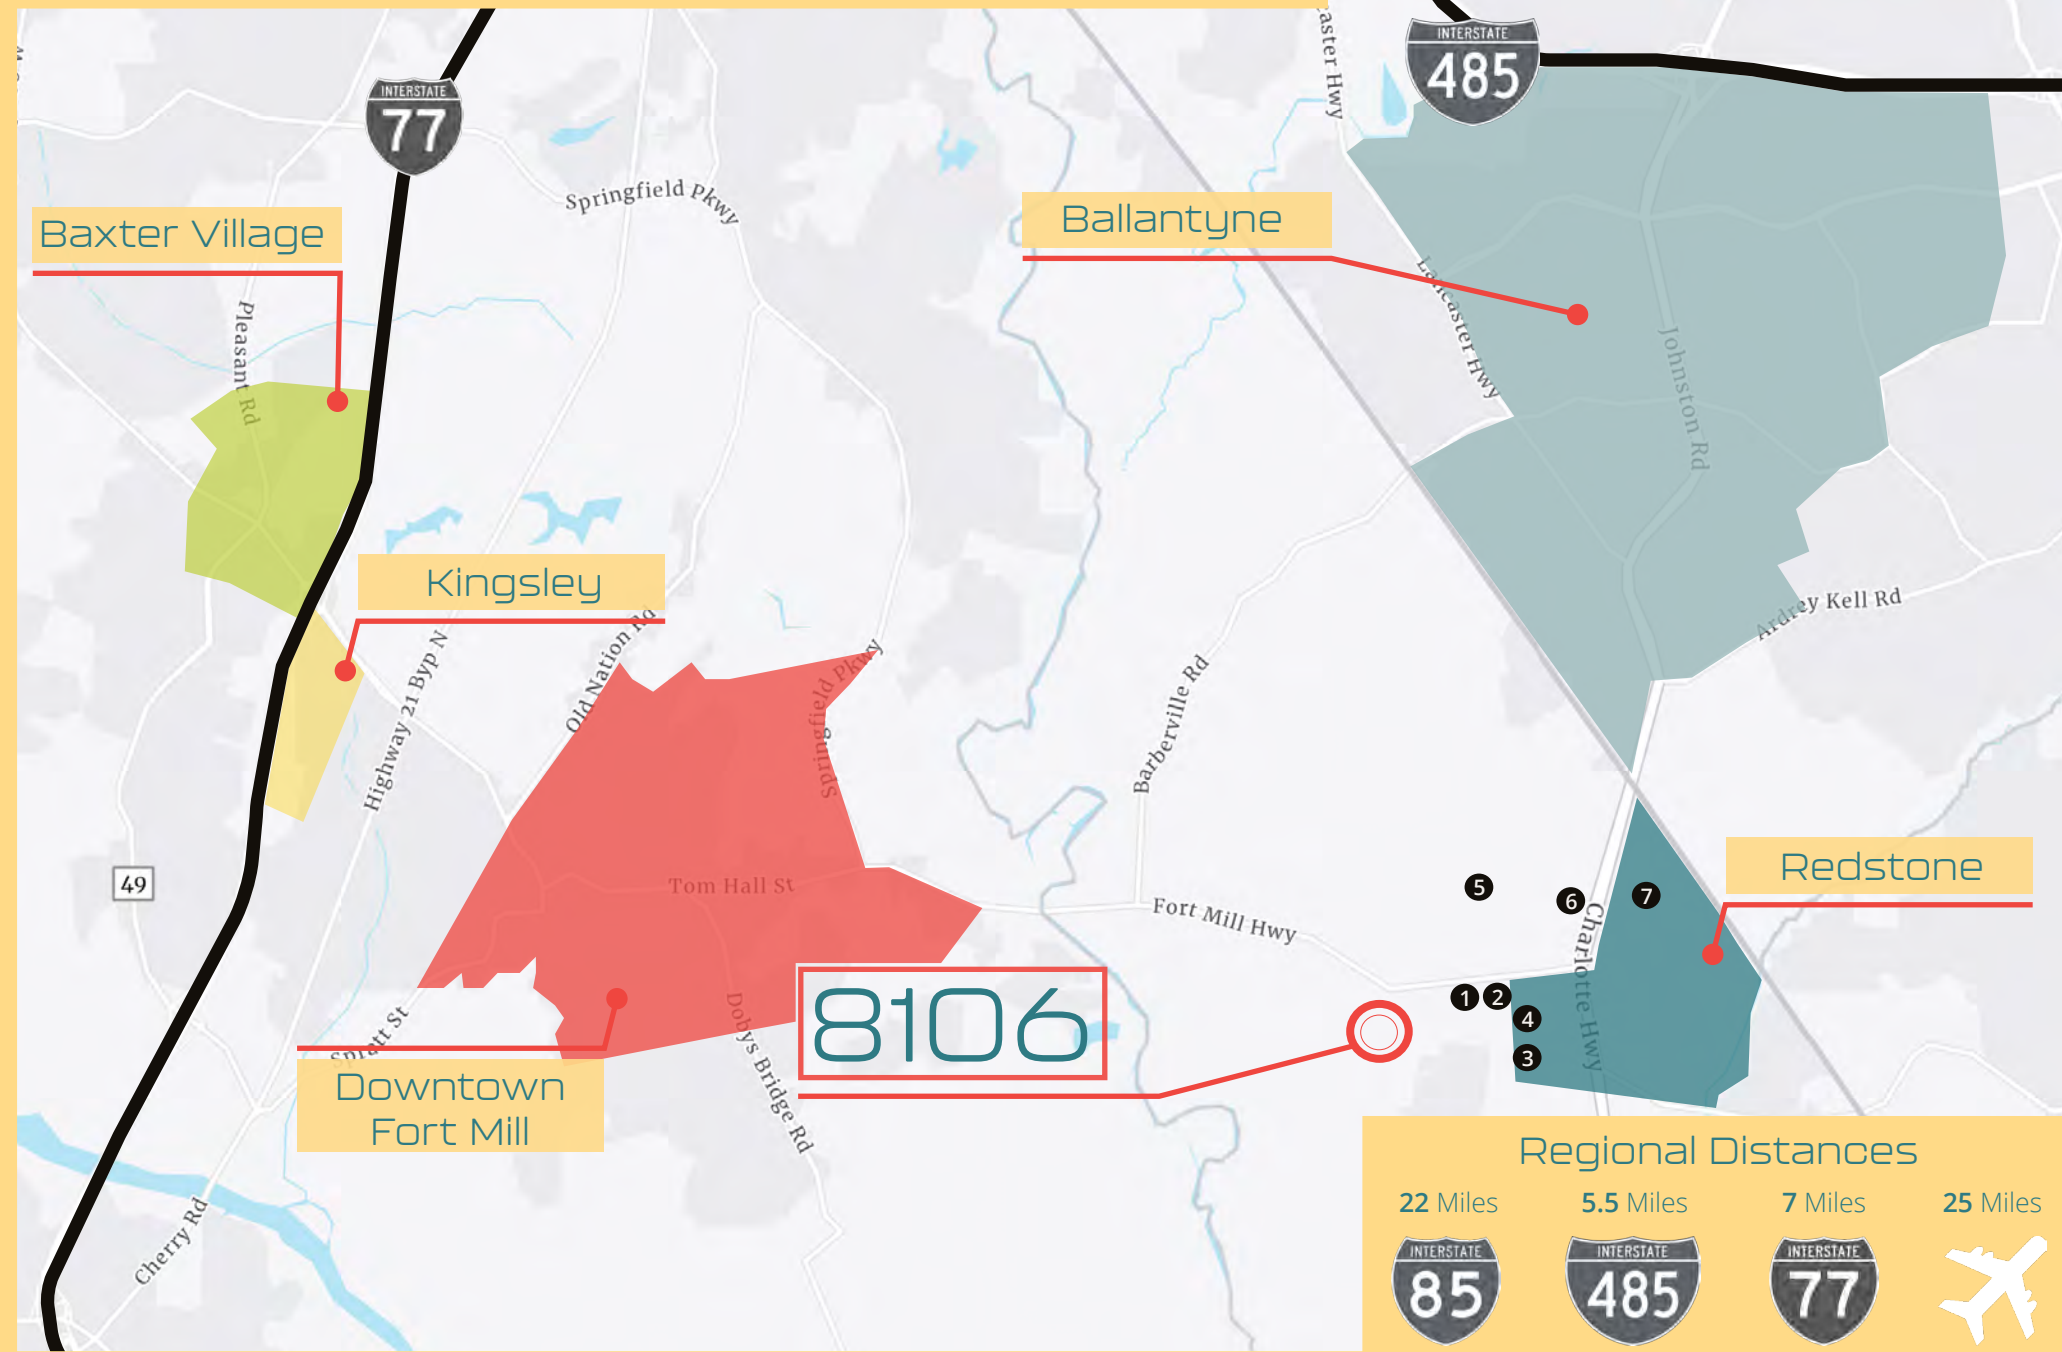 aster Hwy
INTERSTATE
485
INTERSTATE
77
Springfield Pkwy
Baxter Village
Ballantyne
Pleasant Rd
Lancaster Hwy
Johnston Rd
Kingsley
Ardrey Kell Rd
Old Nation Rd
Highway 21 Byp N
Springfield Pkwy
Barberville Rd
49
Tom Hall St
Fort Mill Hwy
5
6
7
Redstone
Charlotte Hwy
1
2
4
3
8106
Spratt St
Dobys Bridge Rd
Downtown
Fort Mill
Cherry Rd
Regional Distances
22 Miles
5.5 Miles
7 Miles
25 Miles
INTERSTATE
85
INTERSTATE
485
INTERSTATE
77